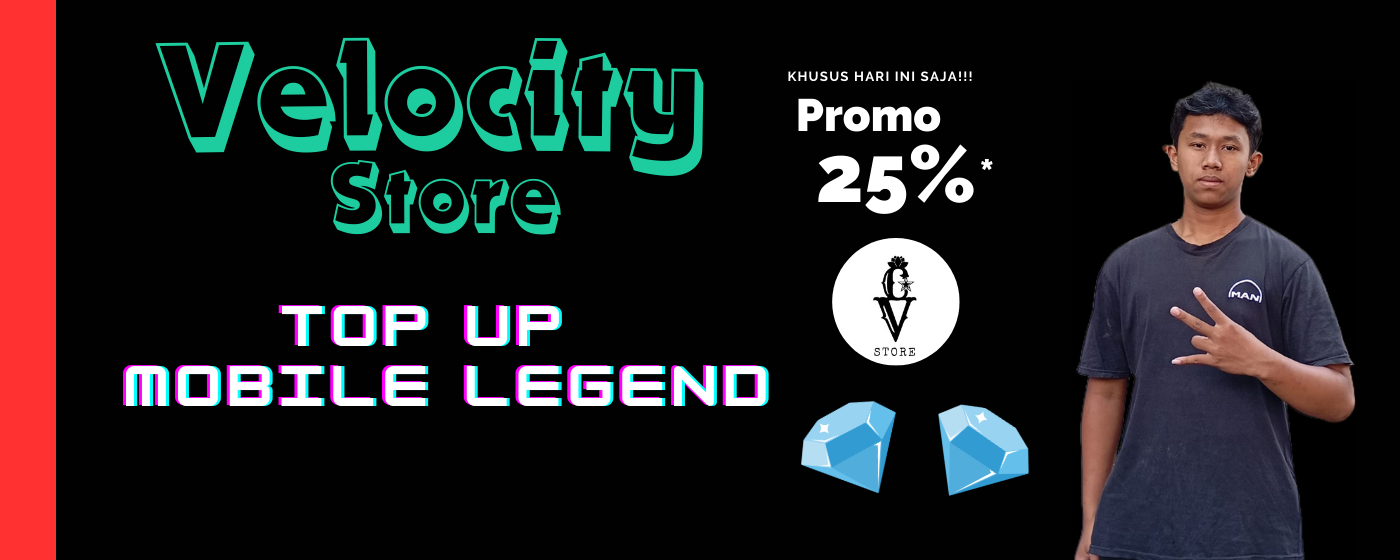 Velocity
Store
TOP UP
MOBILE LEGEND
KHUSUS HARI INI SAJA!!!
Promo
25%*
C
V
STORE
MAN